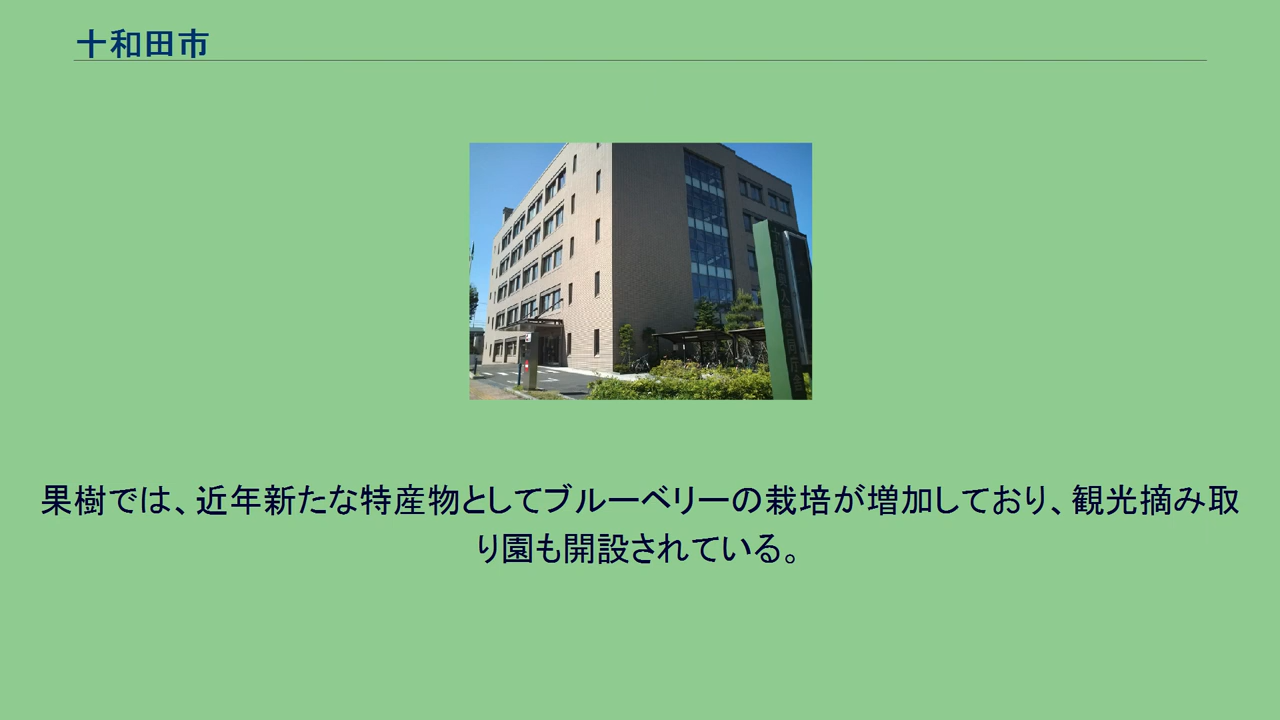 十和田市
果樹では、近年新たな特産物としてブルーベリーの栽培が増加しており、観光摘み取
り園も開設されている。